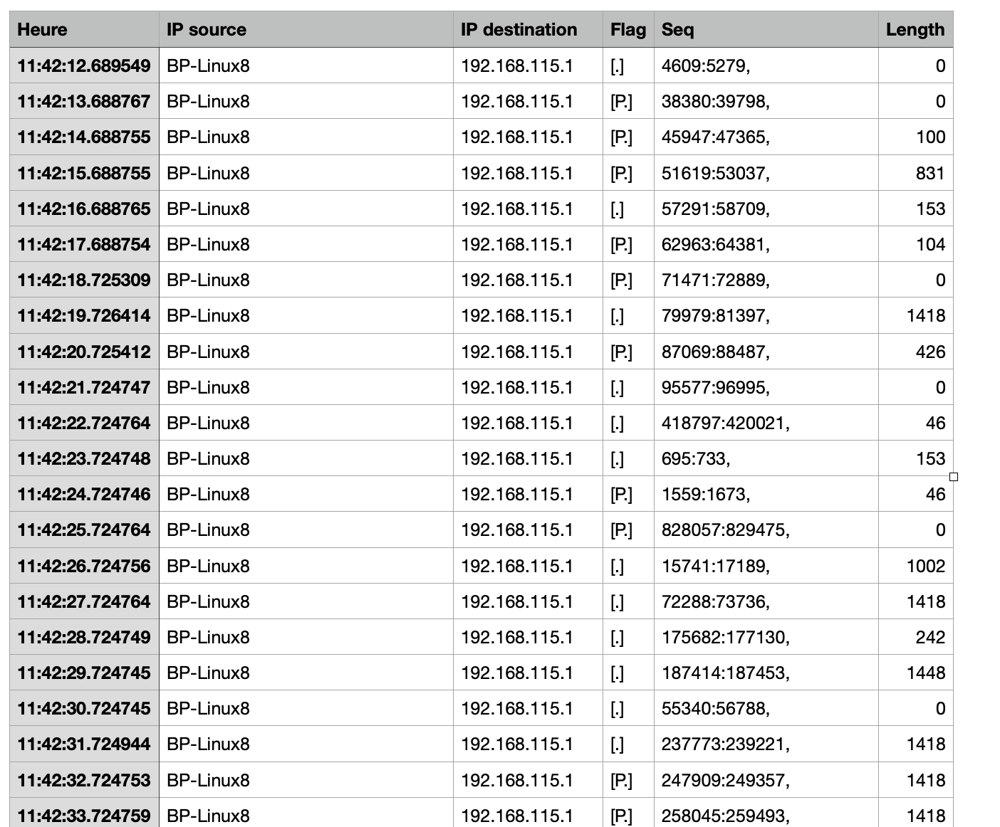 Heure IP source IP destination Flag Seq Length
11:42:12.689549 BP-Linux8 192.168.115.1 [.] 4609:5279, 0
11:42:13.688767 BP-Linux8 192.168.115.1 [P.] 38380:39798, 0
11:42:14.688755 BP-Linux8 192.168.115.1 [P.] 45947:47365, 100
11:42:15.688755 BP-Linux8 192.168.115.1 [P.] 51619:53037, 831
11:42:16.688765 BP-Linux8 192.168.115.1 [.] 57291:58709, 153
11:42:17.688754 BP-Linux8 192.168.115.1 [P.] 62963:64381, 104
11:42:18.725309 BP-Linux8 192.168.115.1 [P.] 71471:72889, 0
11:42:19.726414 BP-Linux8 192.168.115.1 [.] 79979:81397, 1418
11:42:20.725412 BP-Linux8 192.168.115.1 [P.] 87069:88487, 426
11:42:21.724747 BP-Linux8 192.168.115.1 [.] 95577:96995, 0
11:42:22.724764 BP-Linux8 192.168.115.1 [.] 418797:420021, 46
11:42:23.724748 BP-Linux8 192.168.115.1 [.] 695:733, 153
11:42:24.724746 BP-Linux8 192.168.115.1 [P.] 1559:1673, 46
11:42:25.724764 BP-Linux8 192.168.115.1 [P.] 828057:829475, 0
11:42:26.724756 BP-Linux8 192.168.115.1 [.] 15741:17189, 1002
11:42:27.724764 BP-Linux8 192.168.115.1 [.] 72288:73736, 1418
11:42:28.724749 BP-Linux8 192.168.115.1 [.] 175682:177130, 242
11:42:29.724745 BP-Linux8 192.168.115.1 [.] 187414:187453, 1448
11:42:30.724745 BP-Linux8 192.168.115.1 [.] 55340:56788, 0
11:42:31.724944 BP-Linux8 192.168.115.1 [.] 237773:239221, 1418
11:42:32.724753 BP-Linux8 192.168.115.1 [P.] 247909:249357, 1418
11:42:33.724759 BP-Linux8 192.168.115.1 [P.] 258045:259493, 1418